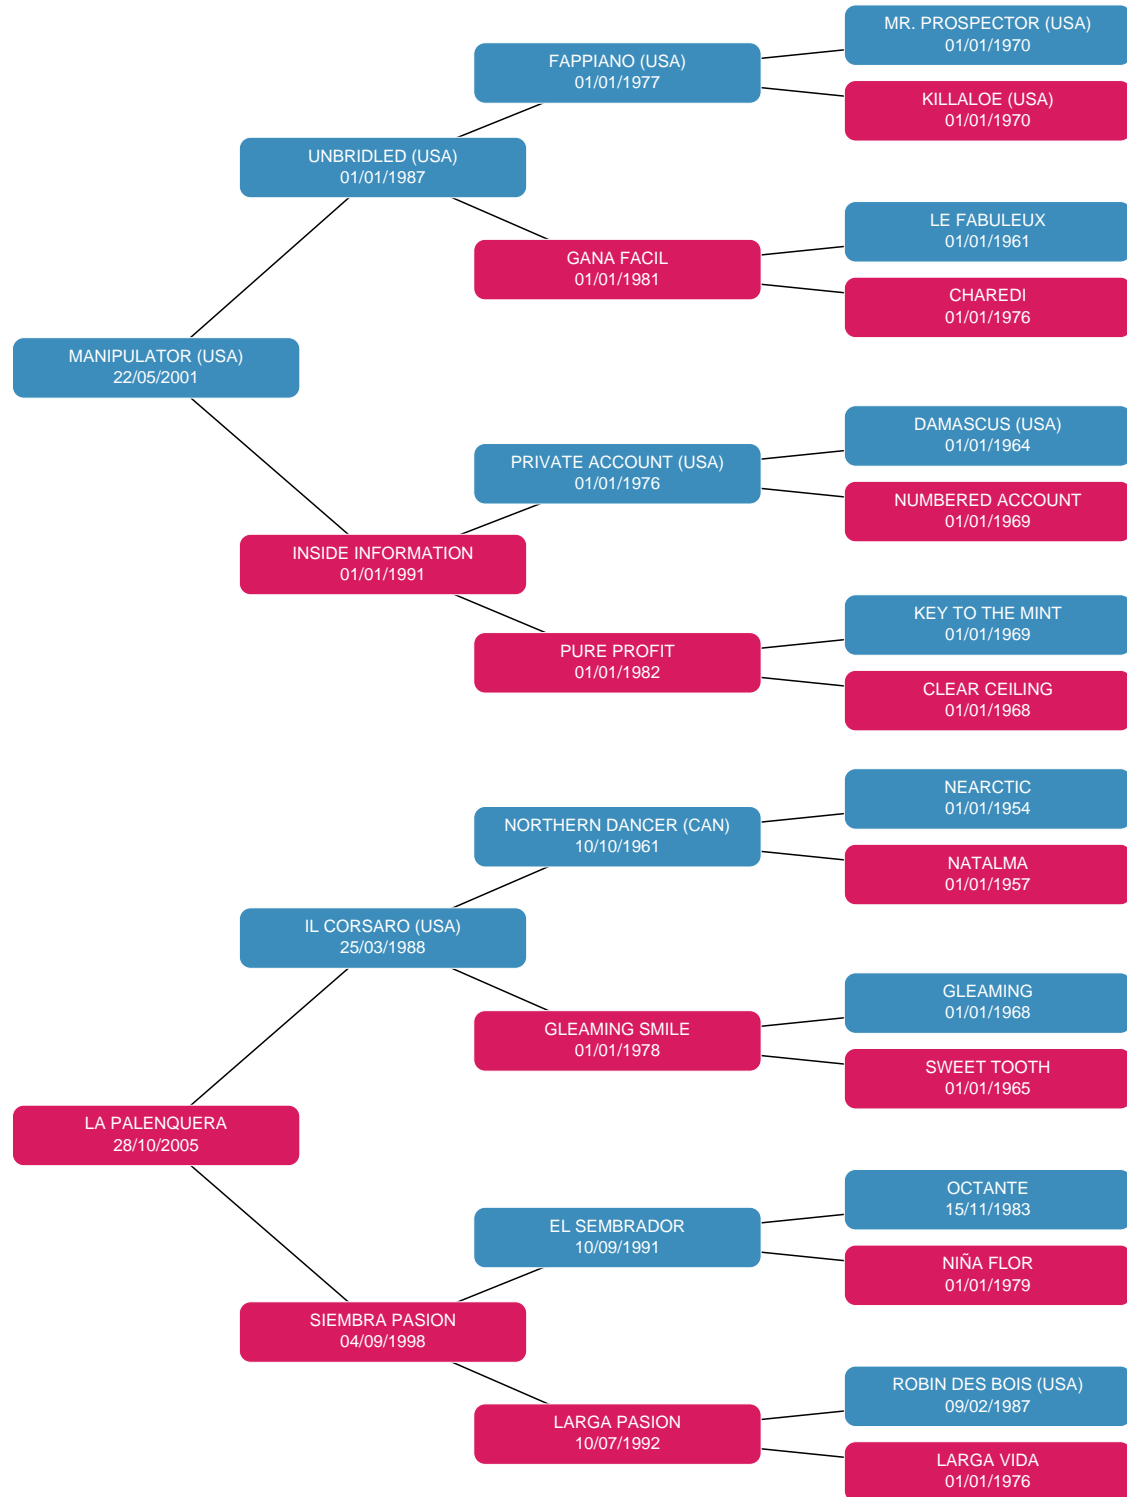 MR. PROSPECTOR (USA)
01/01/1970
FAPPIANO (USA)
01/01/1977
KILLALOE (USA)
01/01/1970
UNBRIDLED (USA)
01/01/1987
LE FABULEUX
01/01/1961
GANA FACIL
01/01/1981
CHAREDI
01/01/1976
MANIPULATOR (USA)
22/05/2001
DAMASCUS (USA)
01/01/1964
PRIVATE ACCOUNT (USA)
01/01/1976
NUMBERED ACCOUNT
01/01/1969
INSIDE INFORMATION
01/01/1991
KEY TO THE MINT
01/01/1969
PURE PROFIT
01/01/1982
CLEAR CEILING
01/01/1968
NEARCTIC
01/01/1954
NORTHERN DANCER (CAN)
10/10/1961
NATALMA
01/01/1957
IL CORSARO (USA)
25/03/1988
GLEAMING
01/01/1968
GLEAMING SMILE
01/01/1978
SWEET TOOTH
01/01/1965
LA PALENQUERA
28/10/2005
OCTANTE
15/11/1983
EL SEMBRADOR
10/09/1991
NIÑA FLOR
01/01/1979
SIEMBRA PASION
04/09/1998
ROBIN DES BOIS (USA)
09/02/1987
LARGA PASION
10/07/1992
LARGA VIDA
01/01/1976